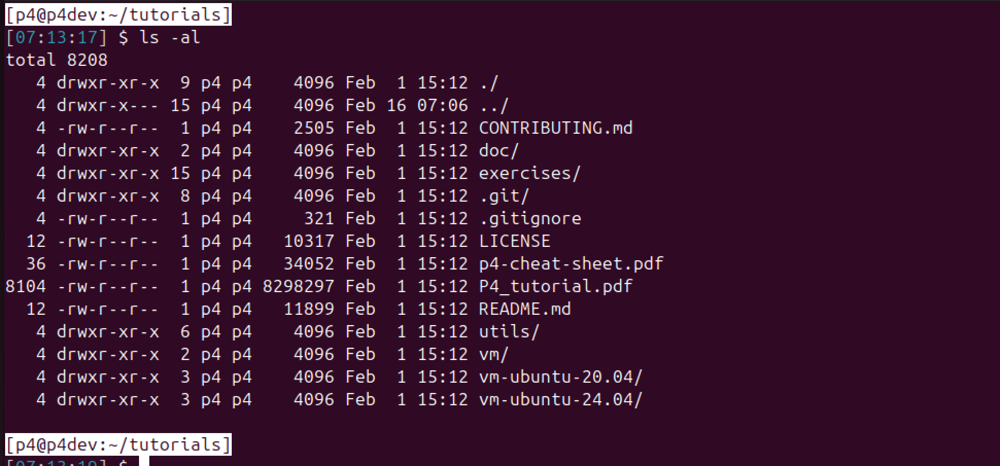 [p4@p4dev:~/tutorials]
[07:13:17] $ ls -al
total 8208
   4 drwxr-xr-x  9 p4 p4    4096 Feb  1 15:12 ./
   4 drwxr-x--- 15 p4 p4    4096 Feb 16 07:06 ../
   4 -rw-r--r--  1 p4 p4    2505 Feb  1 15:12 CONTRIBUTING.md
   4 drwxr-xr-x  2 p4 p4    4096 Feb  1 15:12 doc/
   4 drwxr-xr-x 15 p4 p4    4096 Feb  1 15:12 exercises/
   4 drwxr-xr-x  8 p4 p4    4096 Feb  1 15:12 .git/
   4 -rw-r--r--  1 p4 p4     321 Feb  1 15:12 .gitignore
  12 -rw-r--r--  1 p4 p4   10317 Feb  1 15:12 LICENSE
  36 -rw-r--r--  1 p4 p4   34052 Feb  1 15:12 p4-cheat-sheet.pdf
8104 -rw-r--r--  1 p4 p4 8298297 Feb  1 15:12 P4_tutorial.pdf
  12 -rw-r--r--  1 p4 p4   11899 Feb  1 15:12 README.md
   4 drwxr-xr-x  6 p4 p4    4096 Feb  1 15:12 utils/
   4 drwxr-xr-x  2 p4 p4    4096 Feb  1 15:12 vm/
   4 drwxr-xr-x  3 p4 p4    4096 Feb  1 15:12 vm-ubuntu-20.04/
   4 drwxr-xr-x  3 p4 p4    4096 Feb  1 15:12 vm-ubuntu-24.04/
[p4@p4dev:~/tutorials]